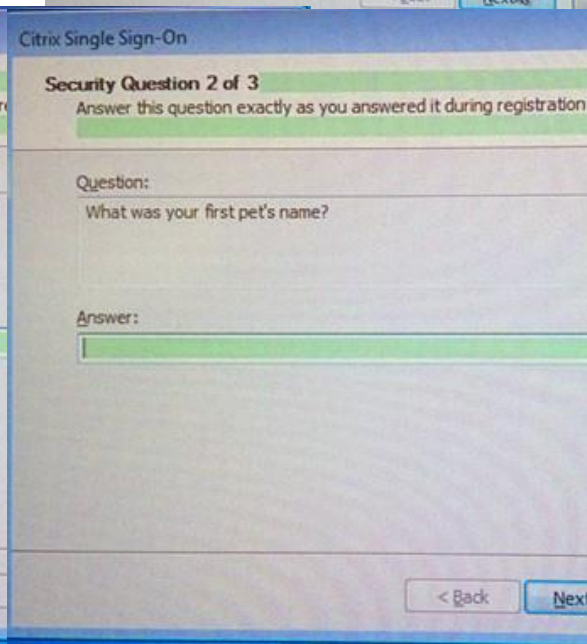 Citrix Single Sign-On
Security Question 2 of 3
Answer this question exactly as you answered it during registration
Question:
What was your first pet's name?
Answer:
< Back
Next